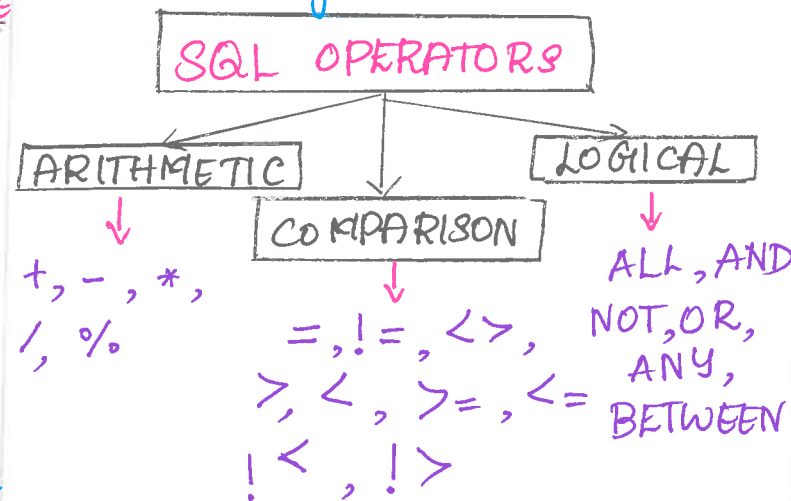 SQL OPERATORS
ARITHMETIC
+, -, *,
/, %
COMPARISON
=, !=, <>,
>, <, >=, <=
!<, !>
LOGICAL
ALL, AND
NOT, OR,
ANY,
BETWEEN